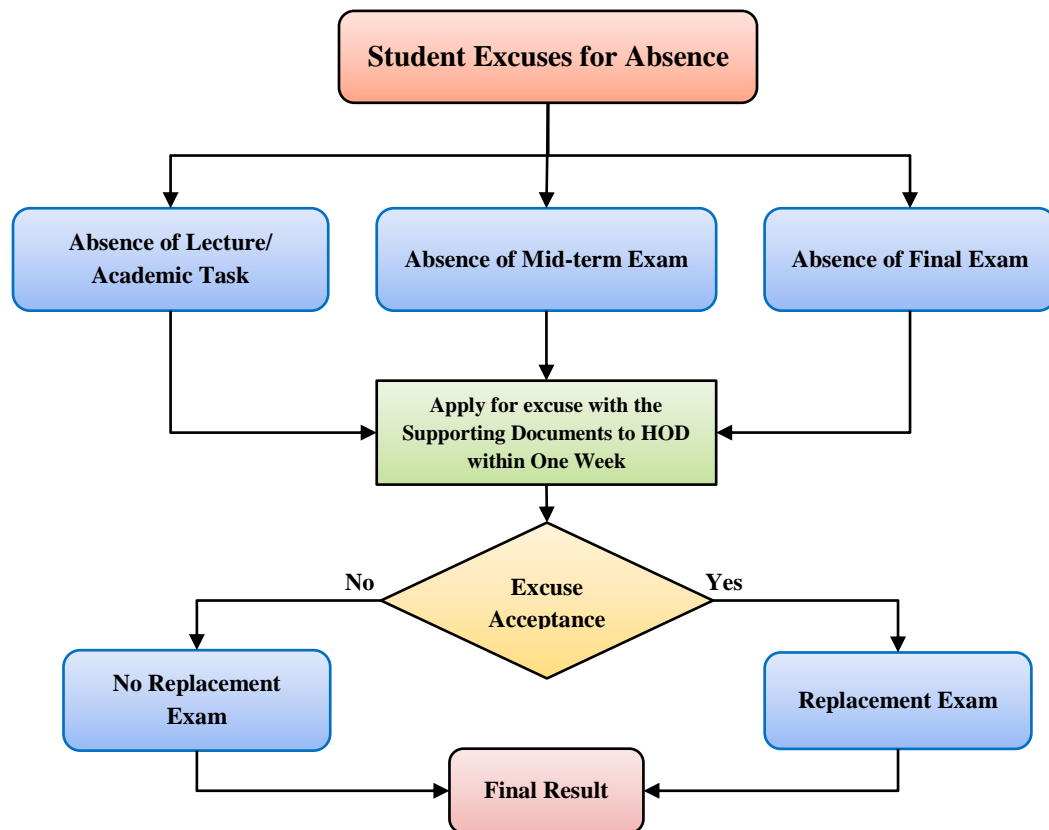 Student Excuses for Absence
Absence of Lecture/
Academic Task
Absence of Mid-term Exam
Absence of Final Exam
Apply for excuse with the
Supporting Documents to HOD
within One Week
No
Yes
Excuse
Acceptance
No Replacement
Exam
Replacement Exam
Final Result